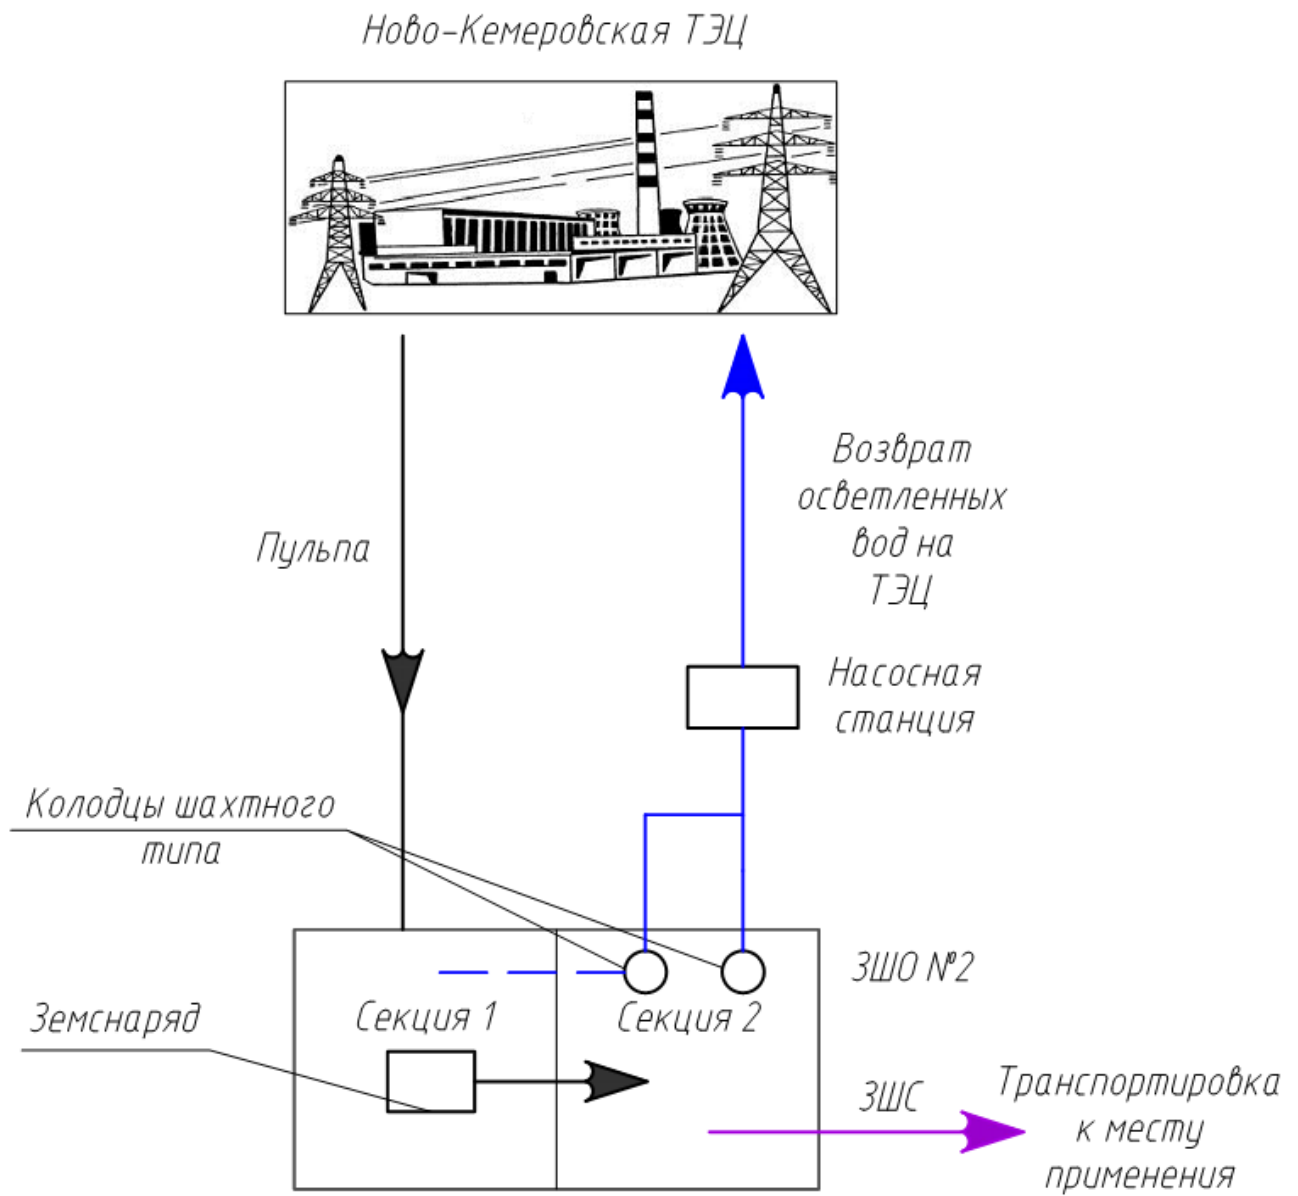 Ново-Кемеровская ТЭЦ
Возврат
осветленных
вод на
ТЭЦ
Пульпа
Насосная
станция
Колодцы шахтного
типа
ЗШО №2
Секция 1
Секция 2
Земснаряд
ЗШС
Транспортировка
к месту
применения